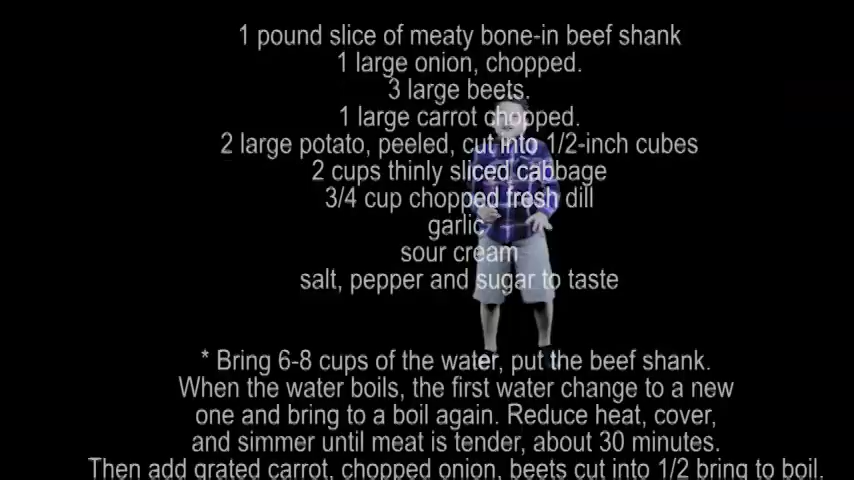 1 pound slice of meaty bone-in beef shank
1 large onion, chopped.
3 large beets.
1 large carrot chopped.
2 large potato, peeled, cut into 1/2-inch cubes
2 cups thinly sliced cabbage
3/4 cup chopped fresh dill
garlic
sour cream
salt, pepper and sugar to taste
* Bring 6-8 cups of the water, put the beef shank.
When the water boils, the first water change to a new
one and bring to a boil again. Reduce heat, cover,
and simmer until meat is tender, about 30 minutes.
Then add grated carrot, chopped onion, beets cut into 1/2 bring to boil.